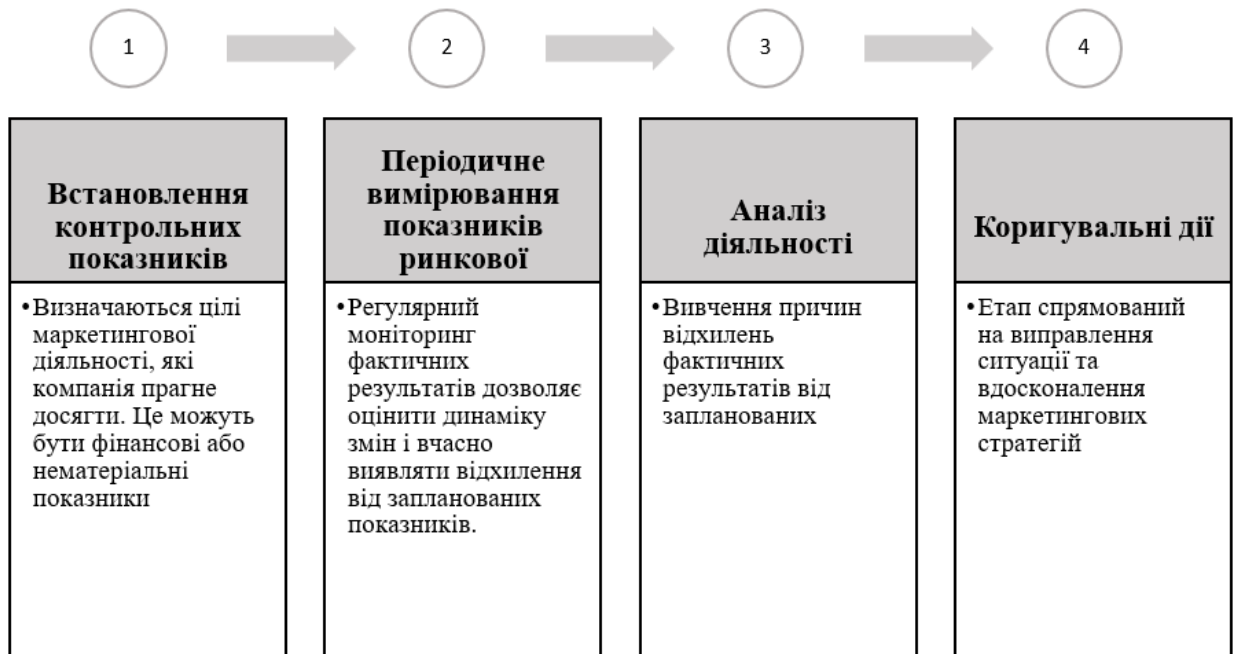 1
2
3
4
Встановлення
контрольних
показників
•Визначаються цілі
маркетингової
діяльності, які
компанія прагне
досягти. Це можуть
бути фінансові або
нематеріальні
показники
Періодичне
вимірювання
показників
ринкової
•Регулярний
моніторинг
фактичних
результатів дозволяє
оцінити динаміку
змін і вчасно
виявляти відхилення
від запланованих
показників.
Аналіз
діяльності
•Вивчення причин
відхилень
фактичних
результатів від
запланованих
Коригувальні дії
•Етап спрямований
на виправлення
ситуації та
вдосконалення
маркетингових
стратегій